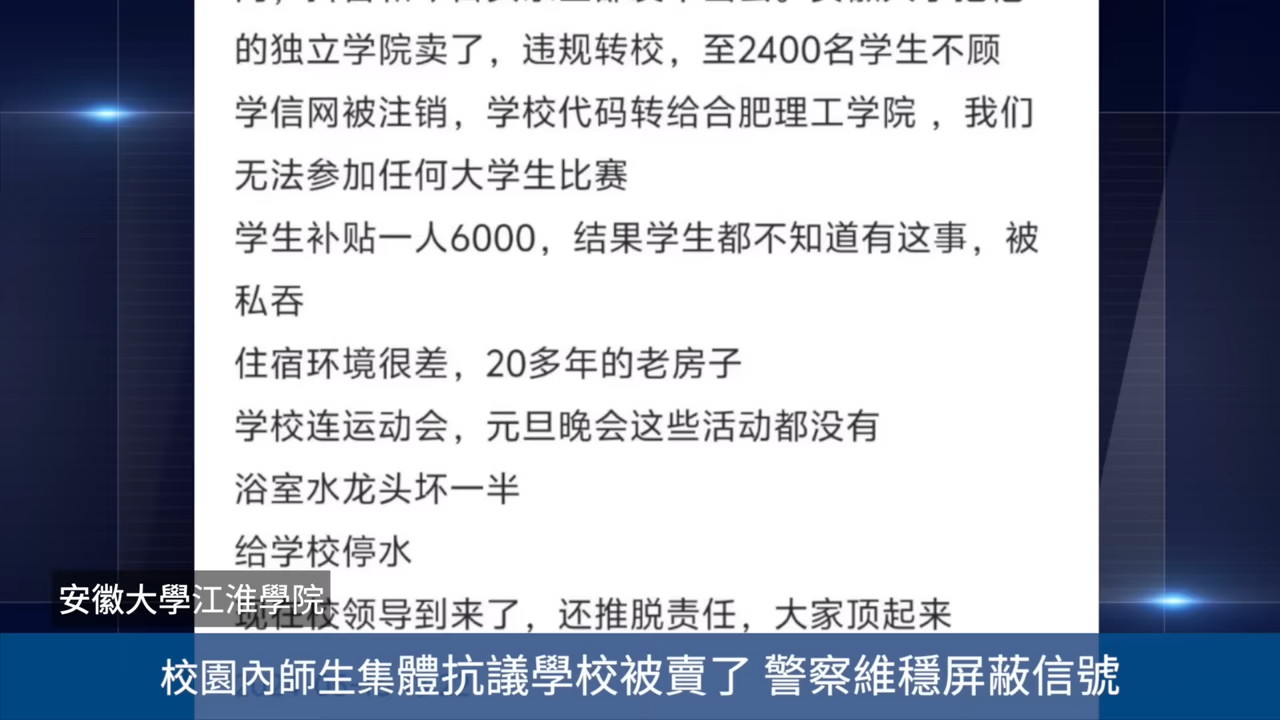 的独立学院卖了，违规转校，至2400名学生不顾
学信网被注销，学校代码转给合肥理工学院 ，我们
无法参加任何大学生比赛
学生补贴一人6000，结果学生都不知道有这事，被
私吞
住宿环境很差，20多年的老房子
学校连运动会，元旦晚会这些活动都没有
浴室水龙头坏一半
给学校停水
现在校领导到来了，还推脱责任，大家顶起来
安徽大學江淮學院
校園內師生集體抗議學校被賣了 警察維穩屏蔽信號